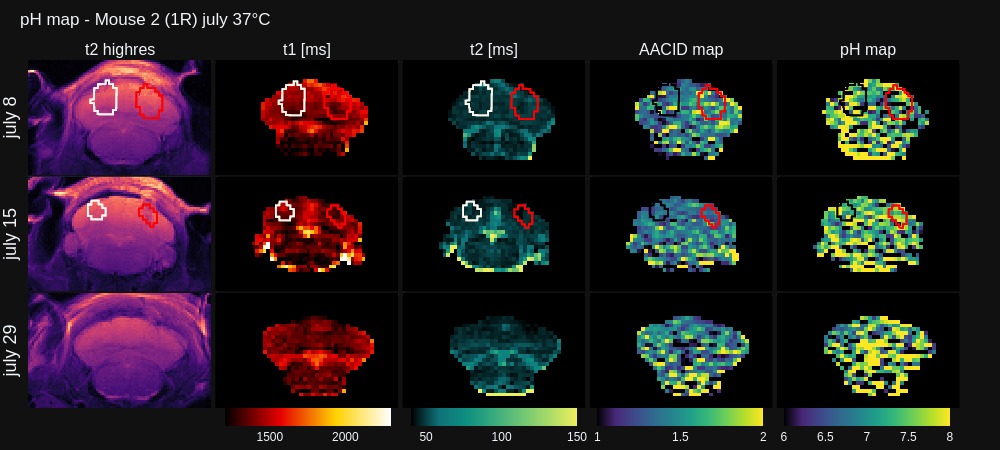 pH map - Mouse 2 (1R) july 37°C
t2 highres t1 [ms] t2 [ms] AACID map pH map
july 8
july 15
july 29
1500 2000 50 100 150 1 1.5 2 6 6.5 7 7.5 8